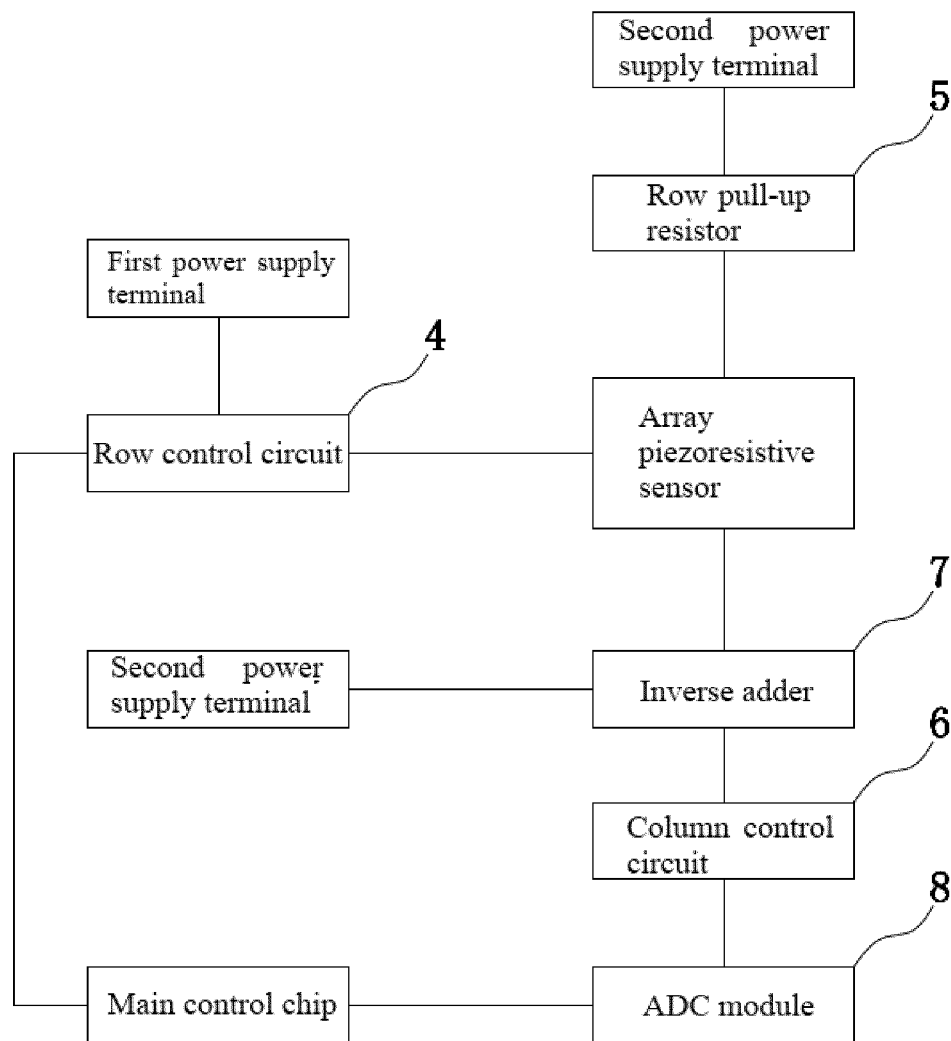 Second power
supply terminal
5
Row pull-up
resistor
First power supply
terminal
4
Row control circuit
Array
piezoresistive
sensor
7
Second power
supply terminal
Inverse adder
6
Column control
circuit
8
Main control chip
ADC module